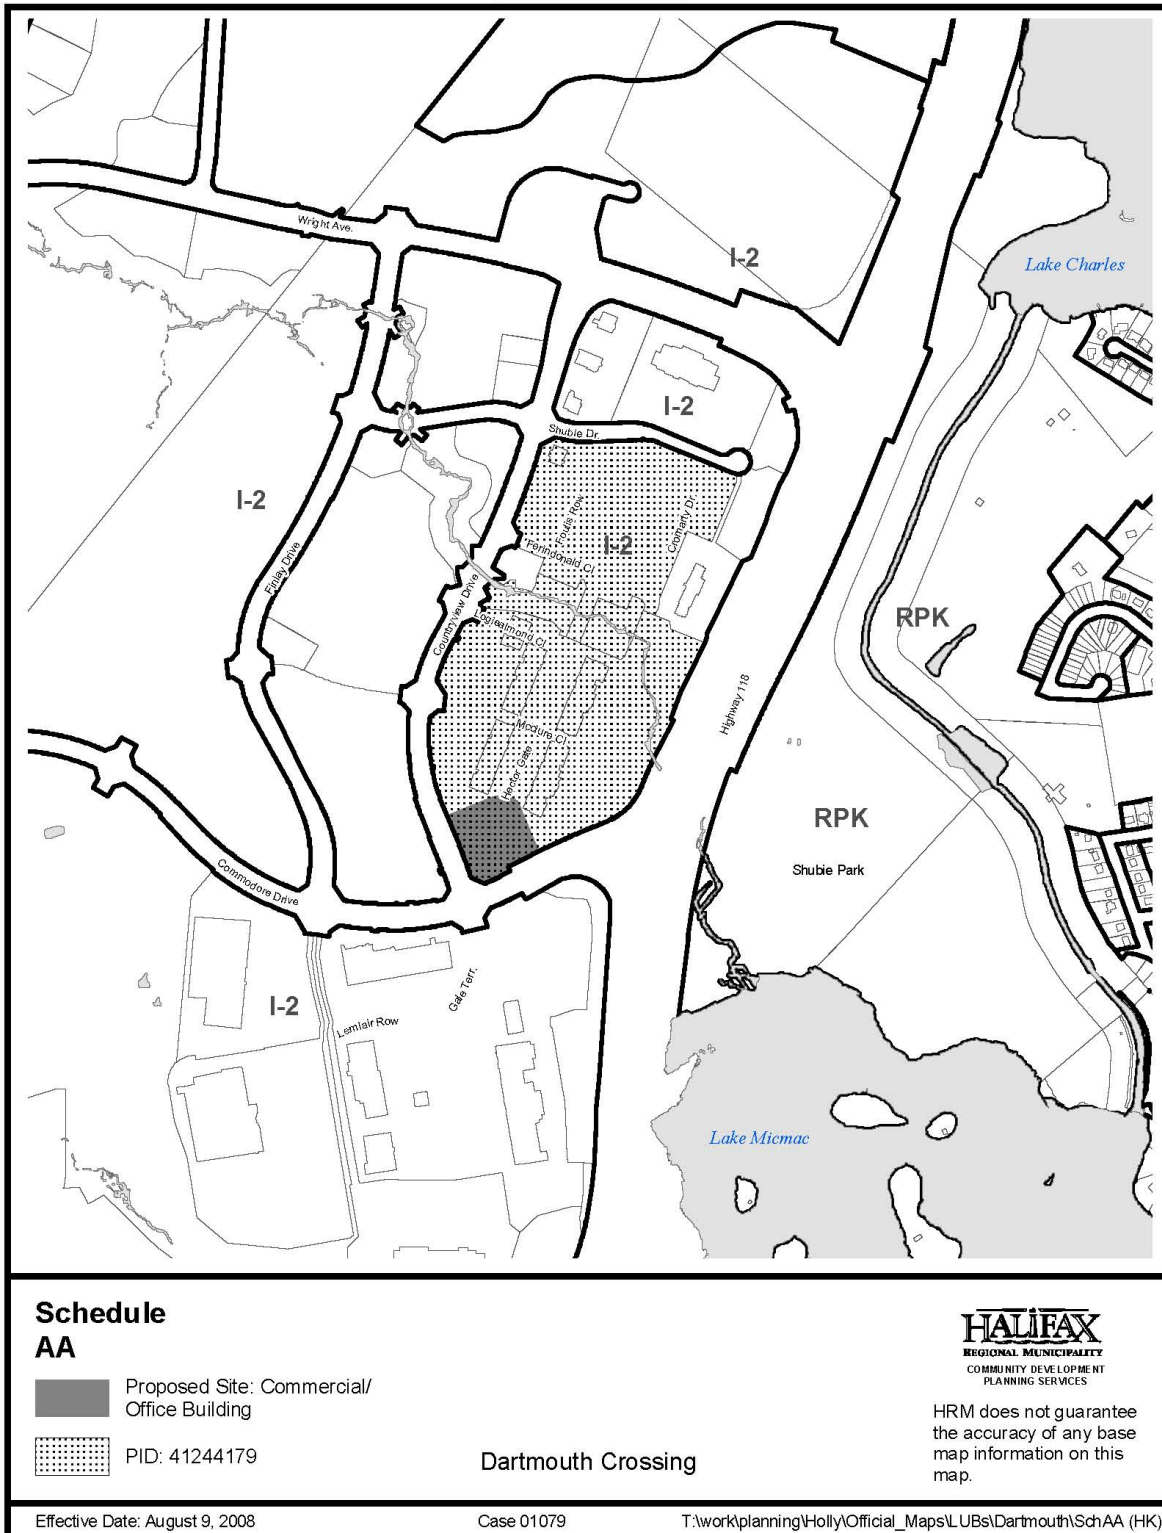 Wright Ave.
I-2
Lake Charles
I-2
Shubie Dr.
I-2
Foulis Row
Cromarty Dr.
I-2
Ferindonald Cl
Finlay Drive
Countryview Drive
Logiealmond Cl
RPK
Highway 118
Mcclure Cl
Hector Gate
RPK
Shubie Park
Commodore Drive
I-2
Gale Terr.
Lemlair Row
Lake Micmac
Schedule
AA
Proposed Site: Commercial/
Office Building
PID: 41244179
Dartmouth Crossing
HALIFAX
REGIONAL MUNICIPALITY
COMMUNITY DEVELOPMENT
PLANNING SERVICES
HRM does not guarantee
the accuracy of any base
map information on this
map.
Effective Date: August 9, 2008
Case 01079
T:\work\planning\Holly\Official_Maps\LUBs\Dartmouth\SchAA (HK)